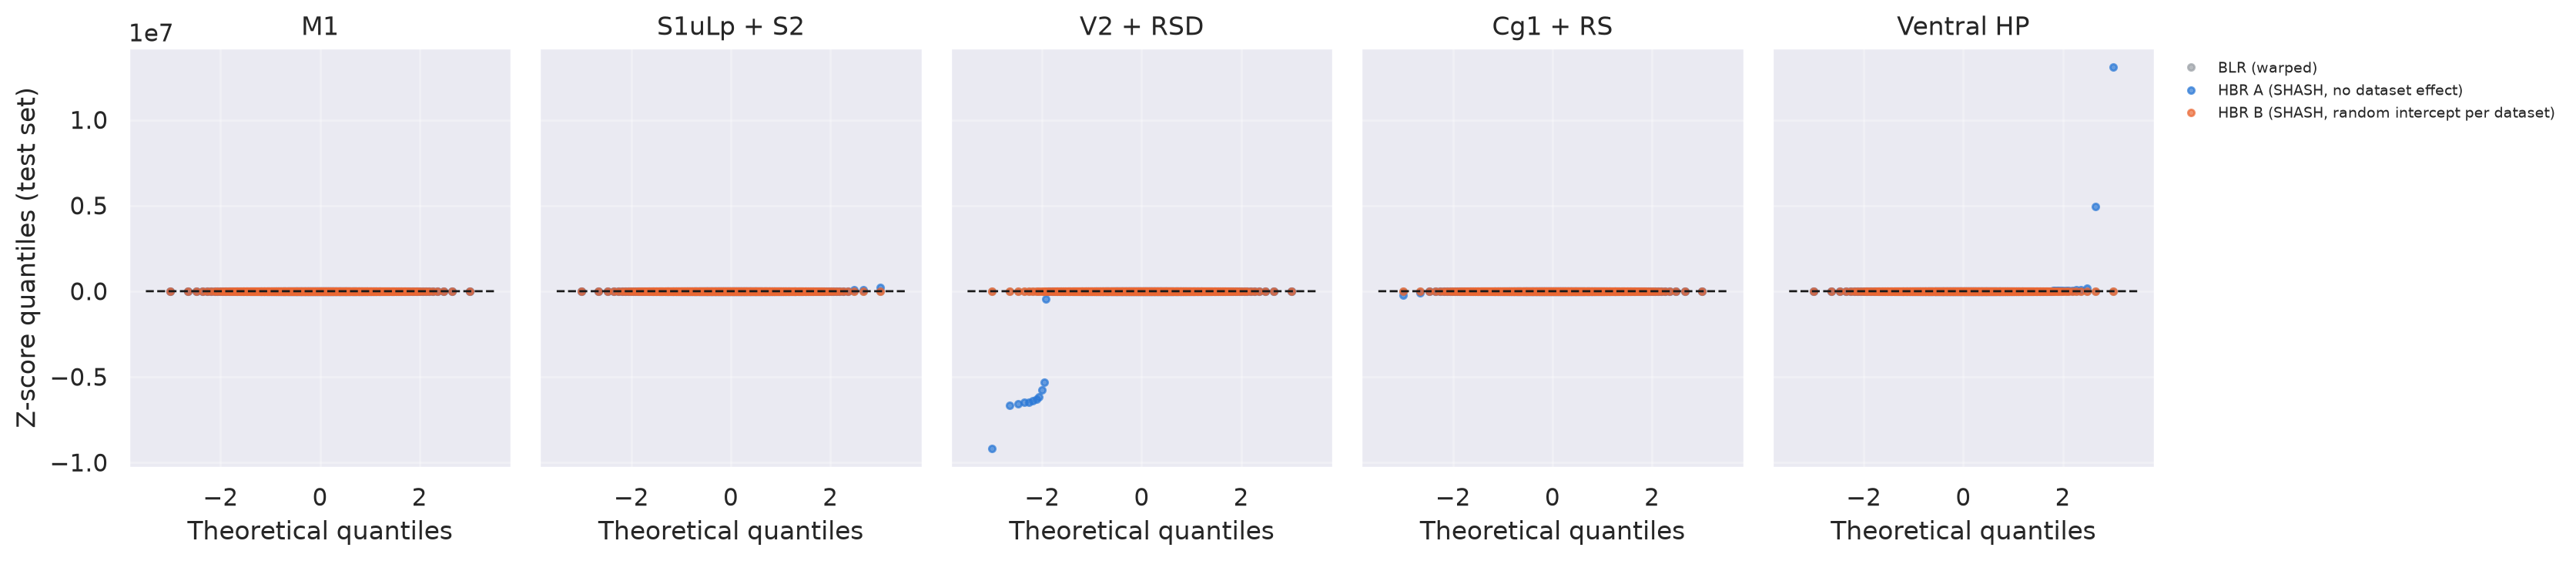 M1
S1uLp + S2
V2 + RSD
Cg1 + RS
Ventral HP
1e7
Z-score quantiles (test set)
1.0
0.5
0.0
−0.5
−1.0
−2 0 2
−2 0 2
−2 0 2
−2 0 2
−2 0 2
Theoretical quantiles
Theoretical quantiles
Theoretical quantiles
Theoretical quantiles
Theoretical quantiles
BLR (warped)
HBR A (SHASH, no dataset effect)
HBR B (SHASH, random intercept per dataset)